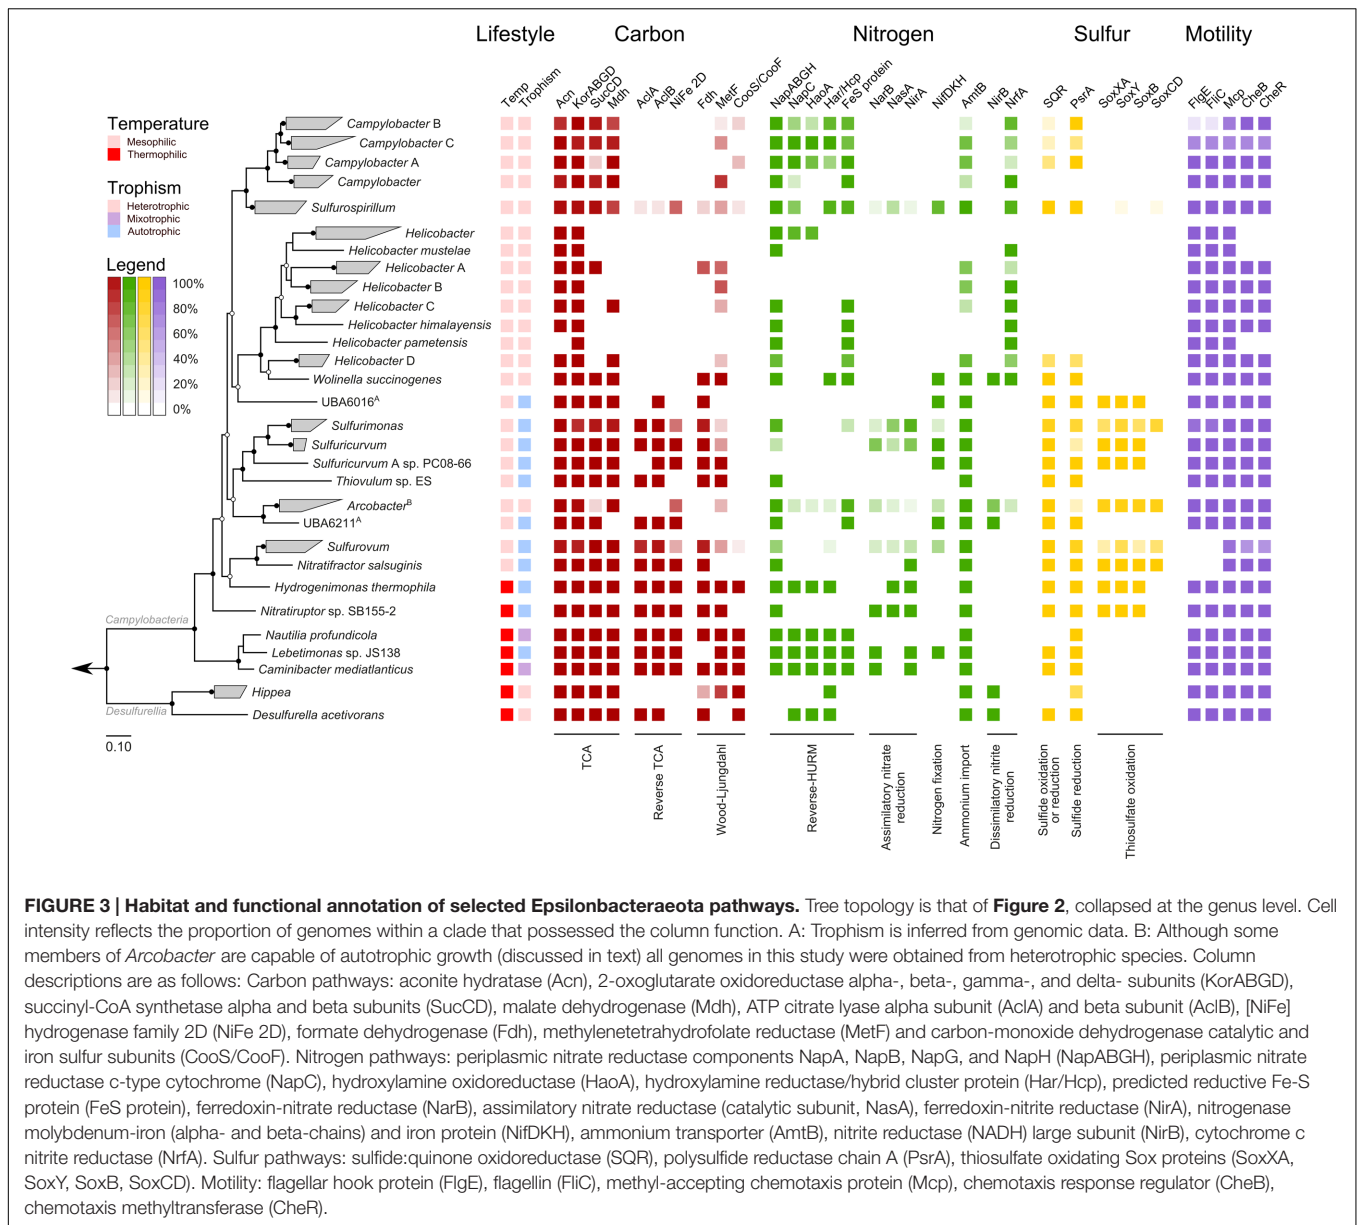 Lifestyle Carbon Nitrogen Sulfur Motility
Temp Trophism Acn KorABGD SucCD Mdh AclA AclB NiFe 2D Fdh MetF CooS/CooF NapABGH NapC HaoA Har/Hcp FeS protein NarB NasA NirA NifDKH AmtB NirB NrfA SQR PsrA SoxXA SoxY SoxB SoxCD FlgE FliC Mcp CheB CheR
Temperature
Mesophilic
Thermophilic
Trophism
Heterotrophic
Mixotrophic
Autotrophic
Legend
100%
80%
60%
40%
20%
0%
Campylobacter B
Campylobacter C
Campylobacter A
Campylobacter
Sulfurospirillum
Helicobacter
Helicobacter mustelae
Helicobacter A
Helicobacter B
Helicobacter C
Helicobacter himalayensis
Helicobacter pametensis
Helicobacter D
Wolinella succinogenes
UBA6016A
Sulfurimonas
Sulfuricurvum
Sulfuricurvum A sp. PC08-66
Thiovulum sp. ES
ArcobacterB
UBA6211A
Sulfurovum
Nitratifractor salsuginis
Hydrogenimonas thermophila
Nitratiruptor sp. SB155-2
Campylobacteria
Nautilia profundicola
Lebetimonas sp. JS138
Caminibacter mediatlanticus
Hippea
Desulfurellia
Desulfurella acetivorans
0.10
TCA
Reverse TCA
Wood-Ljungdahl
Reverse-HURM
Assimilatory nitrate
reduction
Nitrogen fixation
Ammonium import
Dissimilatory nitrite
reduction
Sulfide oxidation
or reduction
Sulfide reduction
Thiosulfate oxidation
FIGURE 3 | Habitat and functional annotation of selected Epsilonbacteraeota pathways. Tree topology is that of Figure 2, collapsed at the genus level. Cell
intensity reflects the proportion of genomes within a clade that possessed the column function. A: Trophism is inferred from genomic data. B: Although some
members of Arcobacter are capable of autotrophic growth (discussed in text) all genomes in this study were obtained from heterotrophic species. Column
descriptions are as follows: Carbon pathways: aconite hydratase (Acn), 2-oxoglutarate oxidoreductase alpha-, beta-, gamma-, and delta- subunits (KorABGD),
succinyl-CoA synthetase alpha and beta subunits (SucCD), malate dehydrogenase (Mdh), ATP citrate lyase alpha subunit (AclA) and beta subunit (AclB), [NiFe]
hydrogenase family 2D (NiFe 2D), formate dehydrogenase (Fdh), methylenetetrahydrofolate reductase (MetF) and carbon-monoxide dehydrogenase catalytic and
iron sulfur subunits (CooS/CooF). Nitrogen pathways: periplasmic nitrate reductase components NapA, NapB, NapG, and NapH (NapABGH), periplasmic nitrate
reductase c-type cytochrome (NapC), hydroxylamine oxidoreductase (HaoA), hydroxylamine reductase/hybrid cluster protein (Har/Hcp), predicted reductive Fe-S
protein (FeS protein), ferredoxin-nitrate reductase (NarB), assimilatory nitrate reductase (catalytic subunit, NasA), ferredoxin-nitrite reductase (NirA), nitrogenase
molybdenum-iron (alpha- and beta-chains) and iron protein (NifDKH), ammonium transporter (AmtB), nitrite reductase (NADH) large subunit (NirB), cytochrome c
nitrite reductase (NrfA). Sulfur pathways: sulfide:quinone oxidoreductase (SQR), polysulfide reductase chain A (PsrA), thiosulfate oxidating Sox proteins (SoxXA,
SoxY, SoxB, SoxCD). Motility: flagellar hook protein (FlgE), flagellin (FliC), methyl-accepting chemotaxis protein (Mcp), chemotaxis response regulator (CheB),
chemotaxis methyltransferase (CheR).